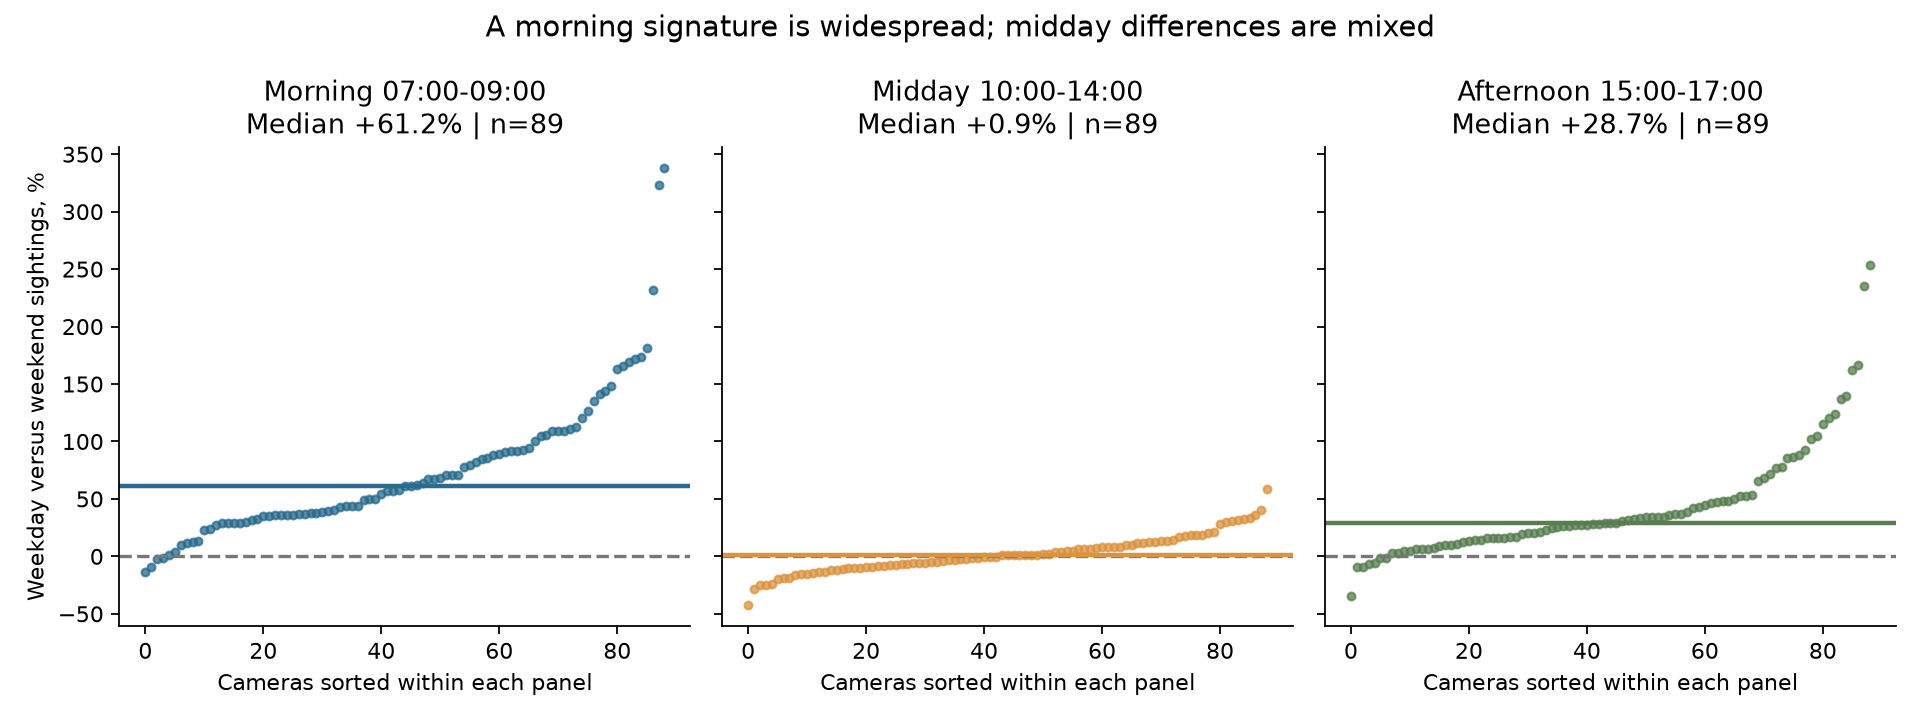 A morning signature is widespread; midday differences are mixed
Morning 07:00-09:00
Median +61.2% | n=89
Midday 10:00-14:00
Median +0.9% | n=89
Afternoon 15:00-17:00
Median +28.7% | n=89
Weekday versus weekend sightings, %
350
300
250
200
150
100
50
0
−50
0 20 40 60 80
0 20 40 60 80
0 20 40 60 80
Cameras sorted within each panel
Cameras sorted within each panel
Cameras sorted within each panel